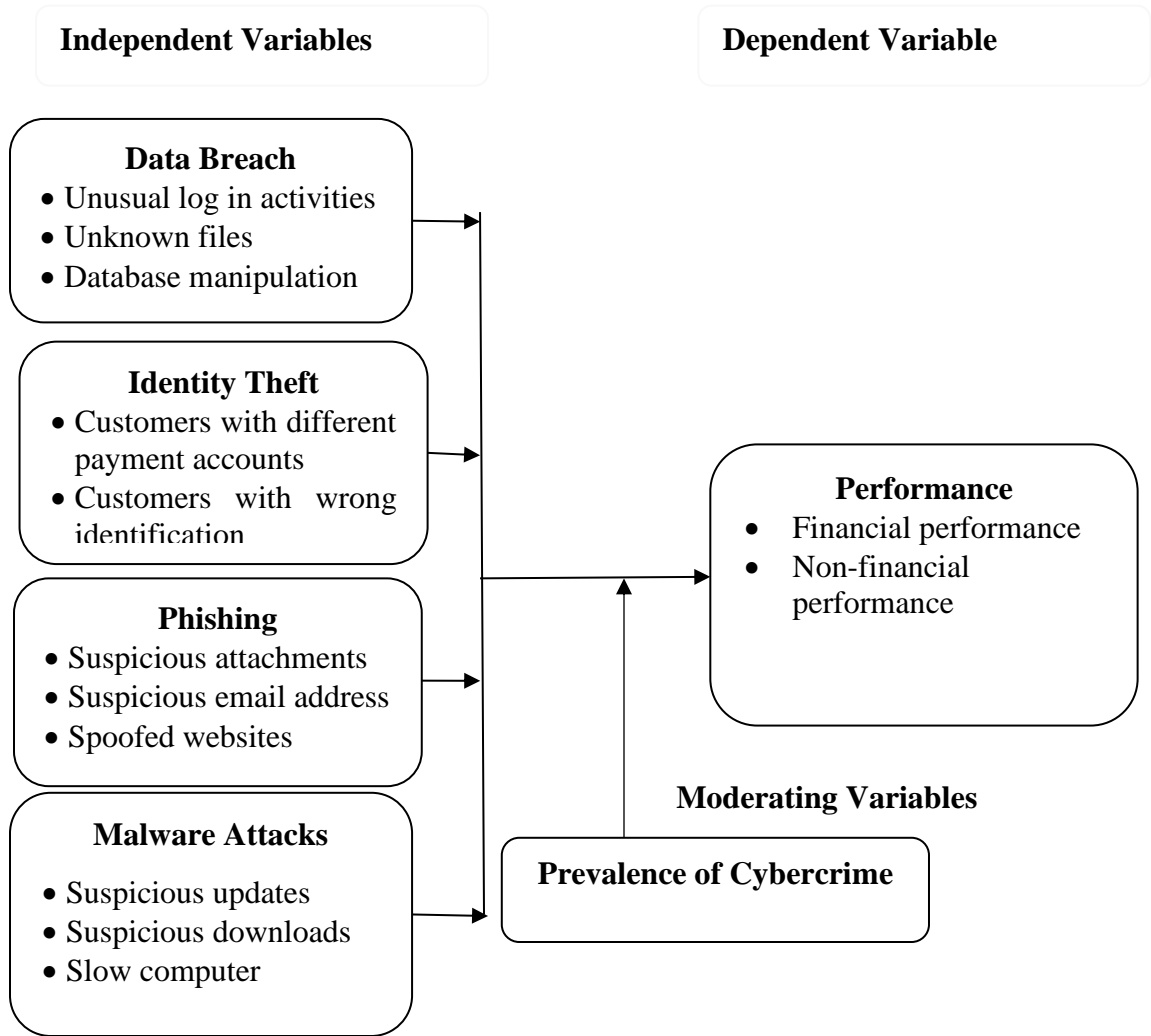 Independent Variables
Dependent Variable
Data Breach
• Unusual log in activities
• Unknown files
• Database manipulation
Identity Theft
• Customers with different
payment accounts
• Customers with wrong
identification
Phishing
• Suspicious attachments
• Suspicious email address
• Spoofed websites
Malware Attacks
• Suspicious updates
• Suspicious downloads
• Slow computer
Performance
• Financial performance
• Non-financial
performance
Moderating Variables
Prevalence of Cybercrime